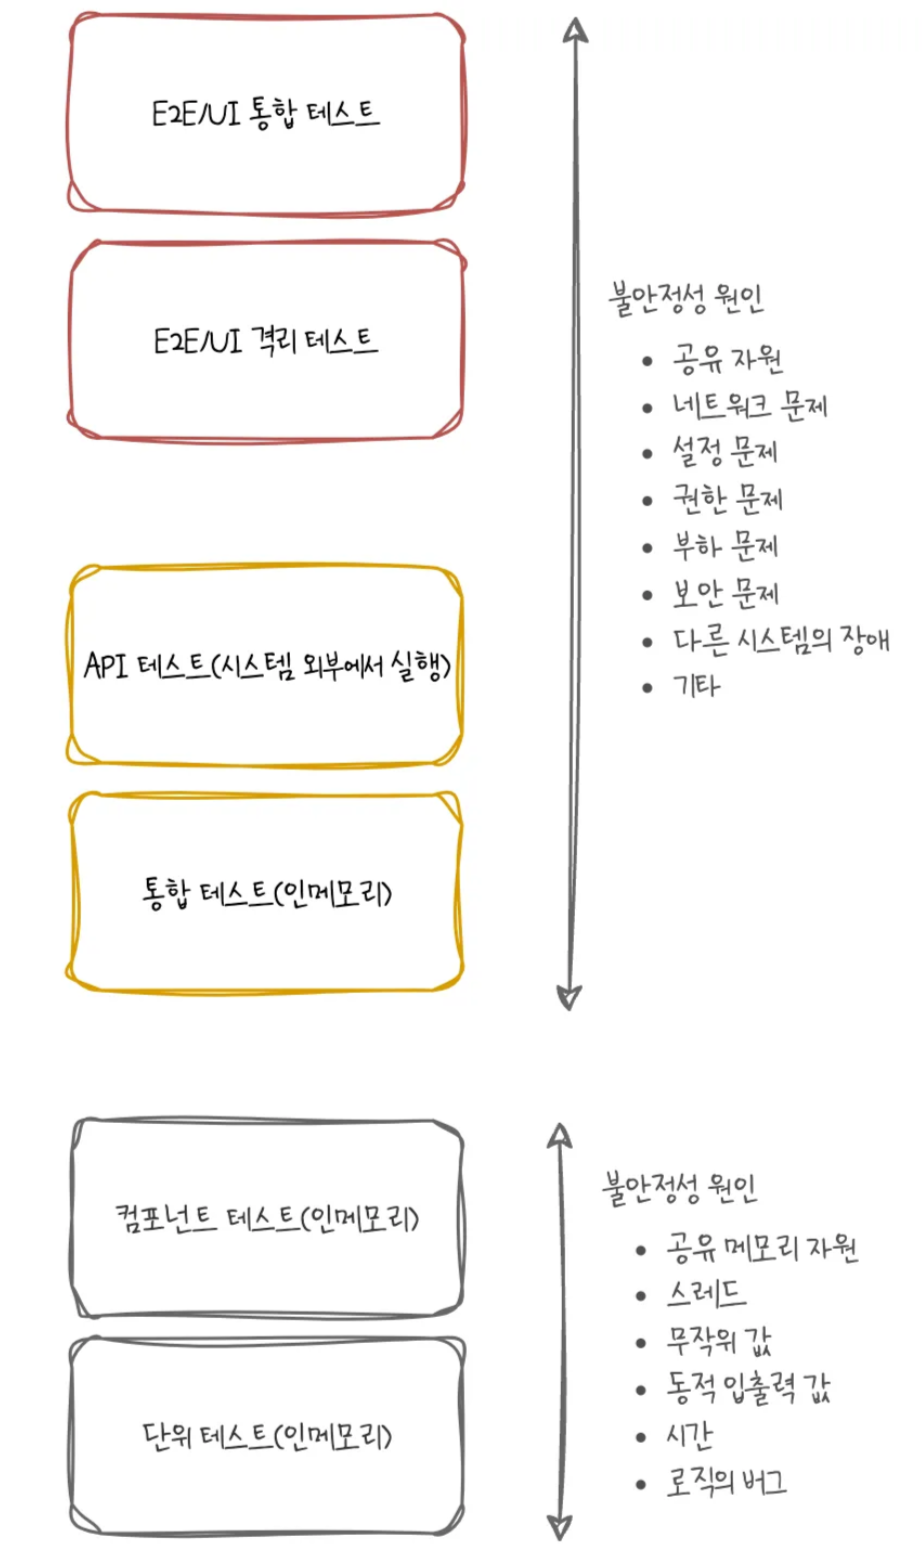 E2E/UI 통합 테스트
E2E/UI 격리 테스트
불안정성 원인
• 공유 자원
• 네트워크 문제
• 설정 문제
• 권한 문제
• 부하 문제
• 보안 문제
• 다른 시스템의 장애
• 기타
API 테스트(시스템 외부에서 실행)
통합 테스트(인메모리)
컴포넌트 테스트(인메모리)
단위 테스트(인메모리)
불안정성 원인
• 공유 메모리 자원
• 스레드
• 무작위 값
• 동적 입출력 값
• 시간
• 로직의 버그